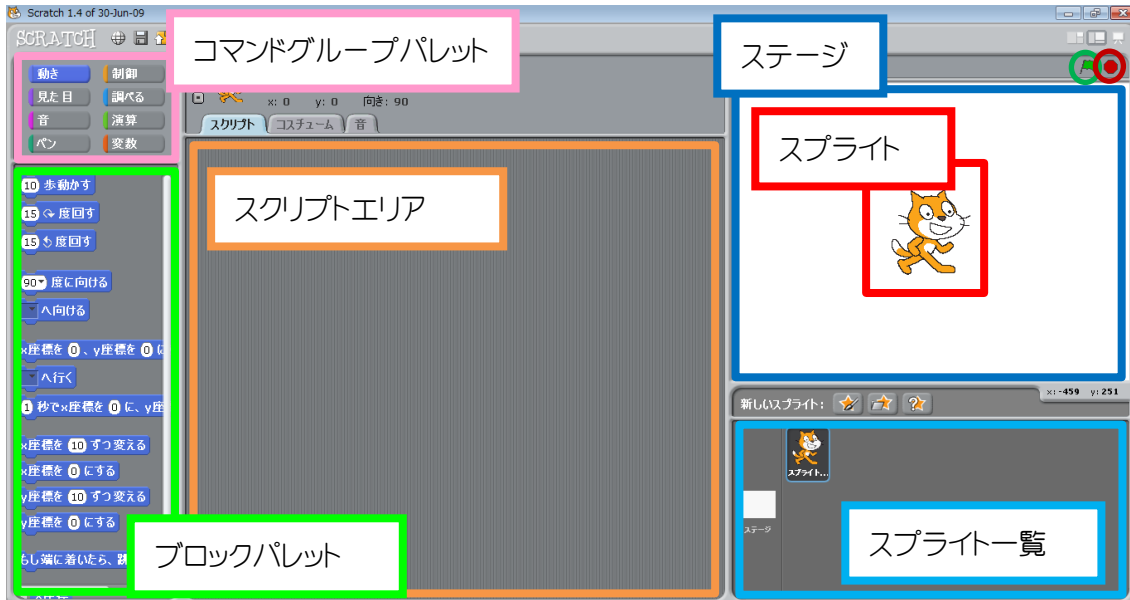 Scratch 1.4 of 30-Jun-09
SCRATCH
コマンドグループパレット
ステージ
動き
制御
見た目
調べる
音
演算
ペン
変数
x: 0 y: 0 向き: 90
スクリプト
コスチューム
音
スプライト
スクリプトエリア
10 歩動かす
15 度回す
15 度回す
90 度に向ける
へ向ける
x座標を 0 、y座標を 0 に
へ行く
1 秒でx座標を 0 に、y座
x座標を 10 ずつ変える
x座標を 0 にする
y座標を 10 ずつ変える
y座標を 0 にする
もし端に着いたら、跳
ブロックパレット
x:-459 y:251
新しいスプライト:
スプライト...
ステージ
スプライト一覧